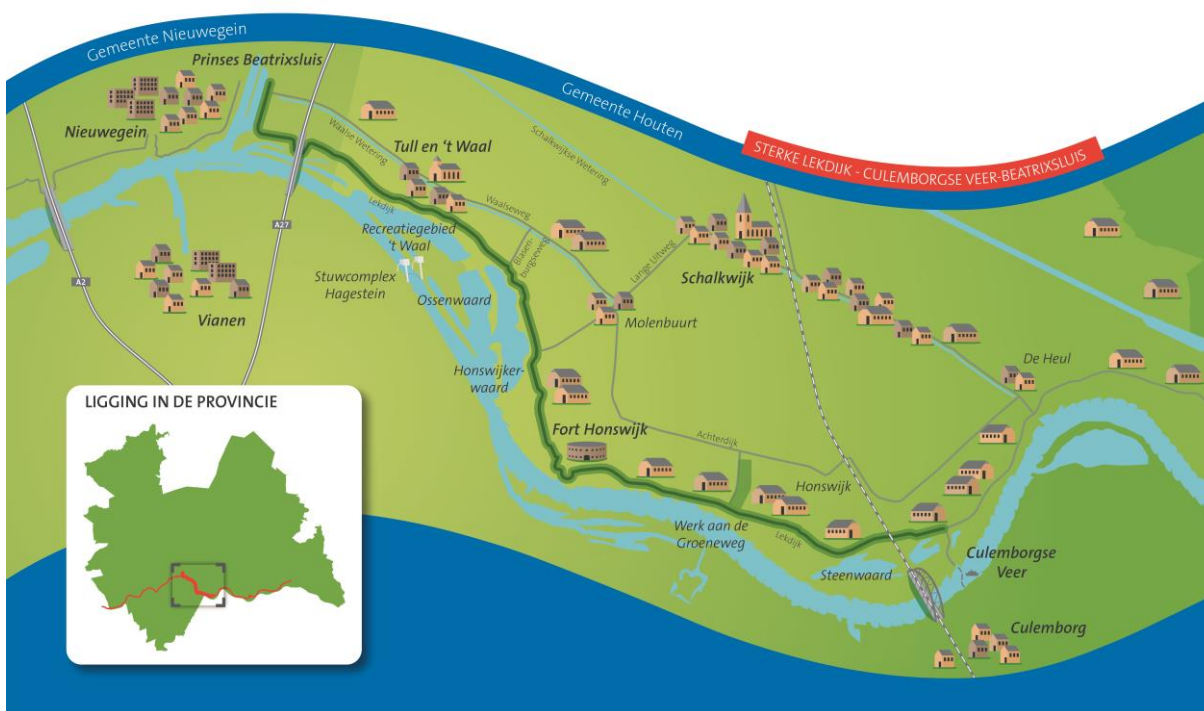 Gemeente Nieuwegein
Prinses Beatrixsluis
Gemeente Houten
STERKE LEKDIJK - CULEMBORGSE VEER-BEATRIXSLUIS
Nieuwegein
Waalse Wetering
Tull en ‘t Waal
Schalkwijkse Wetering
Lekdijk
Waalseweg
A27
Recreatiegebied
‘t Waal
Blasen-
burgseweg
Lange Uitweg
Stuwcomplex
Hagestein
Ossenwaard
Schalkwijk
A2
Vianen
Molenbuurt
De Heul
Honswijker-
waard
LIGGING IN DE PROVINCIE
Fort Honswijk
Achterdijk
Honswijk
Werk aan de
Groeneweg
Lekdijk
Steenwaard
Culemborgse
Veer
Culemborg